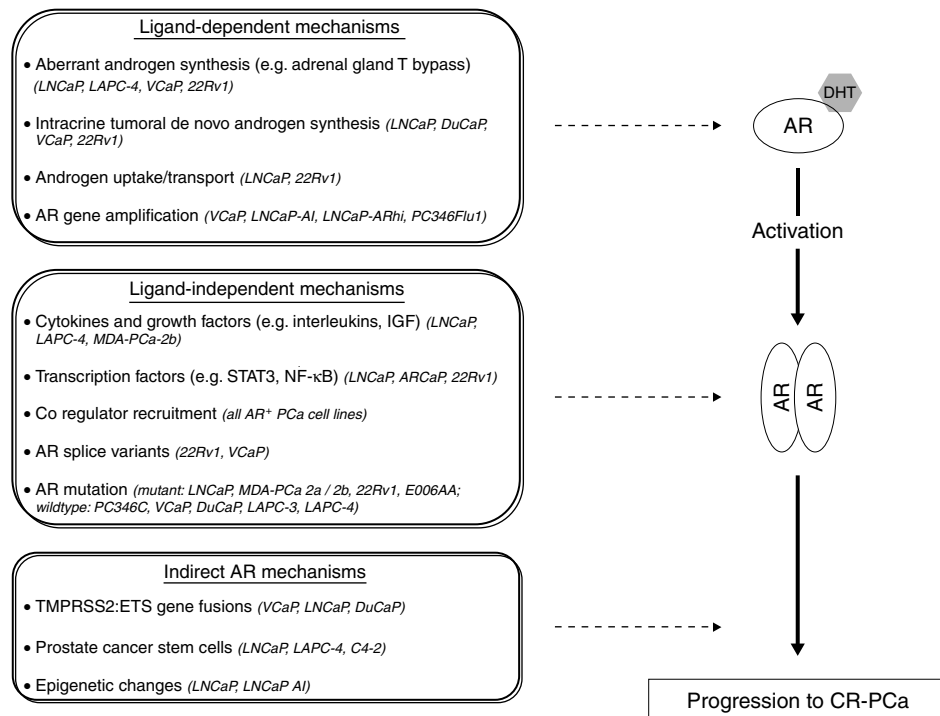 Ligand-dependent mechanisms
• Aberrant androgen synthesis (e.g. adrenal gland T bypass)
(LNCaP, LAPC-4, VCaP, 22Rv1)
• Intracrine tumoral de novo androgen synthesis (LNCaP, DuCaP,
VCaP, 22Rv1)
• Androgen uptake/transport (LNCaP, 22Rv1)
• AR gene amplification (VCaP, LNCaP-AI, LNCaP-ARhi, PC346Flu1)
DHT
AR
Activation
Ligand-independent mechanisms
• Cytokines and growth factors (e.g. interleukins, IGF) (LNCaP,
LAPC-4, MDA-PCa-2b)
• Transcription factors (e.g. STAT3, NF-κB) (LNCaP, ARCaP, 22Rv1)
• Co regulator recruitment (all AR⁺ PCa cell lines)
• AR splice variants (22Rv1, VCaP)
• AR mutation (mutant: LNCaP, MDA-PCa 2a / 2b, 22Rv1, E006AA;
wildtype: PC346C, VCaP, DuCaP, LAPC-3, LAPC-4)
AR
AR
Indirect AR mechanisms
• TMPRSS2:ETS gene fusions (VCaP, LNCaP, DuCaP)
• Prostate cancer stem cells (LNCaP, LAPC-4, C4-2)
• Epigenetic changes (LNCaP, LNCaP AI)
Progression to CR-PCa